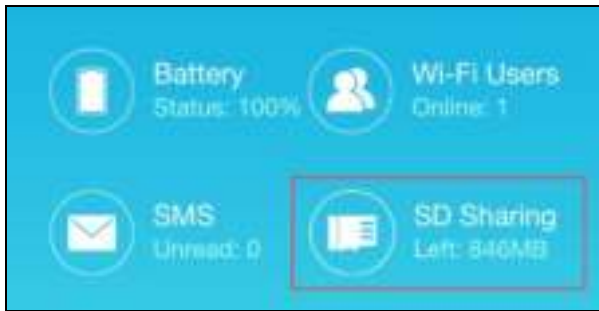 Battery
Status: 100%
Wi-Fi Users
Online: 1
SMS
Unread: 0
SD Sharing
Left: 846MB